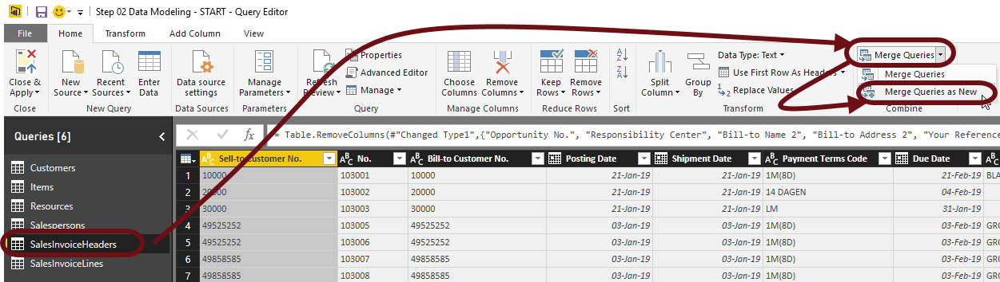 Step 02 Data Modeling - START - Query Editor
File Home Transform Add Column View
Close & Apply
New Source
Recent Sources
Enter Data
Data source settings
Manage Parameters
Refresh Preview
Properties
Advanced Editor
Manage
Choose Columns
Remove Columns
Keep Rows
Remove Rows
Split Column
Group By
Data Type: Text
Use First Row As Headers
Replace Values
Merge Queries
Merge Queries
Merge Queries as New
Close New Query Data Sources Parameters Query Manage Columns Reduce Rows Sort Transform Combine
Queries [6]
= Table.RemoveColumns(#"Changed Type1",{"Opportunity No.", "Responsibility Center", "Bill-to Name 2", "Bill-to Address 2", "Your Reference
Customers
Items
Resources
Salespersons
SalesInvoiceHeaders
SalesInvoiceLines
Sell-to Customer No. No. Bill-to Customer No. Posting Date Shipment Date Payment Terms Code Due Date
1 10000 103001 10000 21-Jan-19 21-Jan-19 1M(8D) 21-Feb-19 BLA
2 20000 103002 20000 21-Jan-19 21-Jan-19 14 DAGEN 04-Feb-19
3 30000 103003 30000 21-Jan-19 21-Jan-19 LM 31-Jan-19
4 49525252 103005 49525252 03-Jan-19 03-Jan-19 1M(8D) 03-Feb-19 GRO
5 49525252 103006 49525252 03-Jan-19 03-Jan-19 1M(8D) 03-Feb-19 GRO
6 49858585 103007 49858585 03-Jan-19 03-Jan-19 1M(8D) 03-Feb-19 GRO
7 49858585 103008 49858585 03-Jan-19 03-Jan-19 1M(8D) 03-Feb-19 GRO